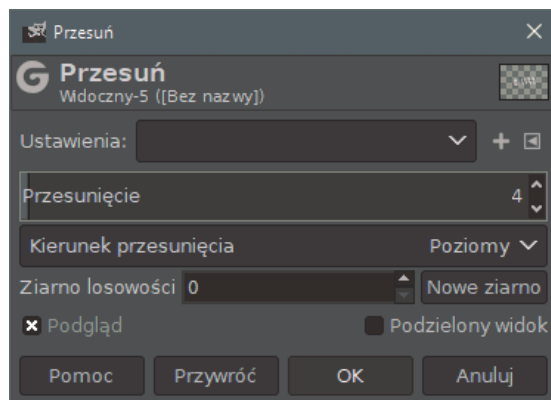 Przesuń
Przesuń
Widoczny-5 ([Bez nazwy])
Ustawienia:
Przesunięcie 4
Kierunek przesunięcia Poziomy
Ziarno losowości 0 Nowe ziarno
Podgląd Podzielony widok
Pomoc Przywróć OK Anuluj